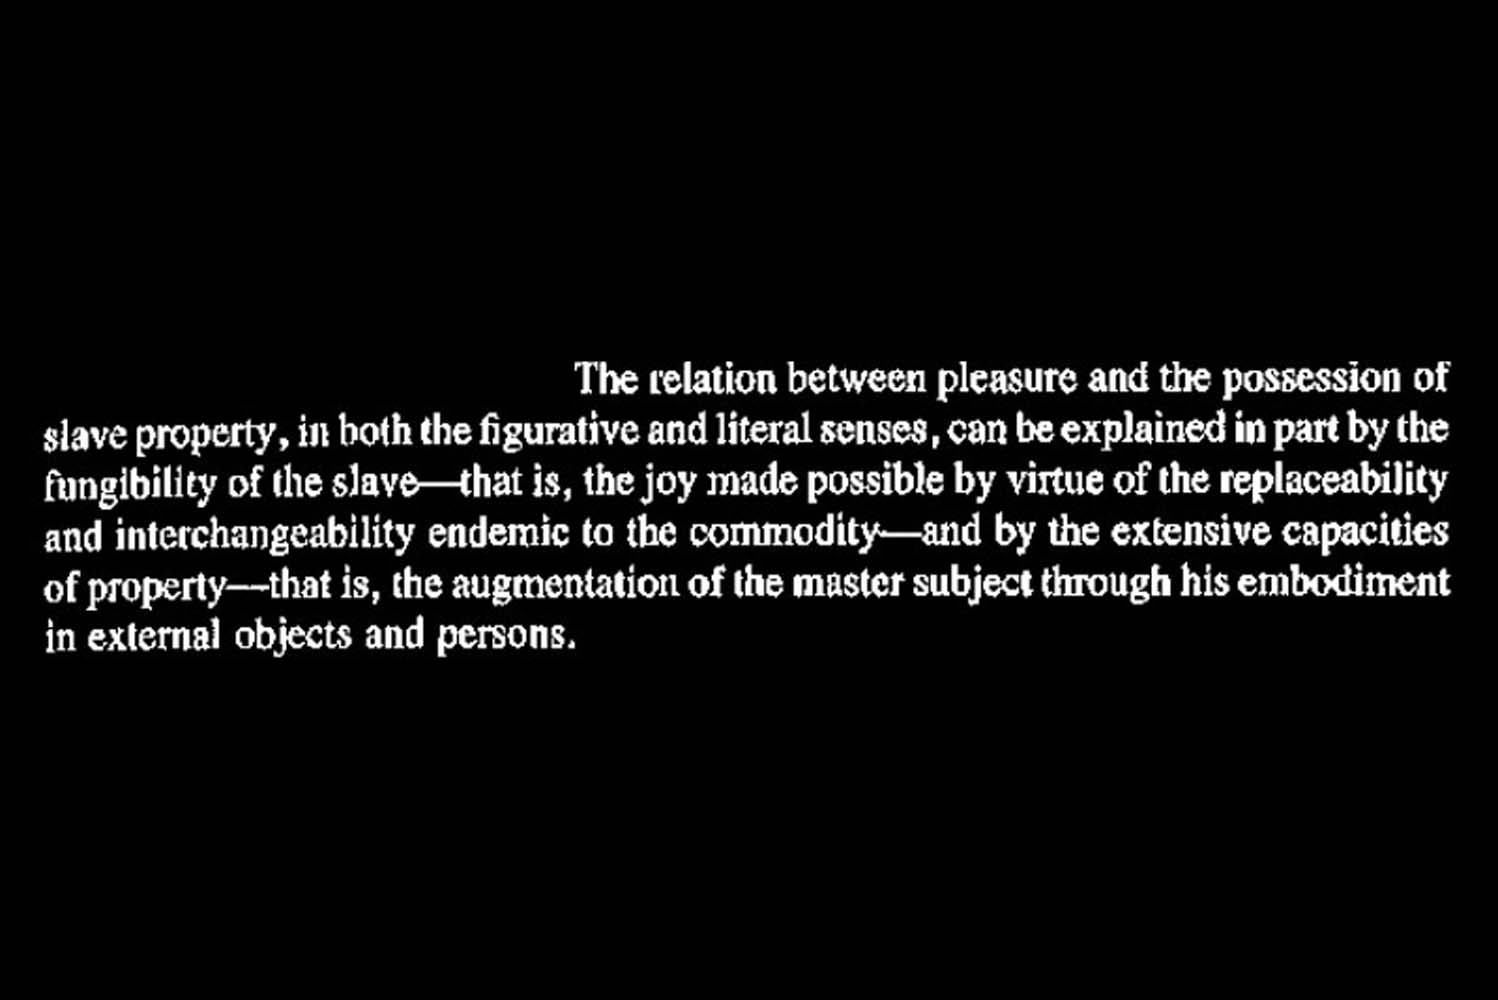 The relation between pleasure and the possession of
slave property, in both the figurative and literal senses, can be explained in part by the
fungibility of the slave—that is, the joy made possible by virtue of the replaceability
and interchangeability endemic to the commodity—and by the extensive capacities
of property—that is, the augmentation of the master subject through his embodiment
in external objects and persons.